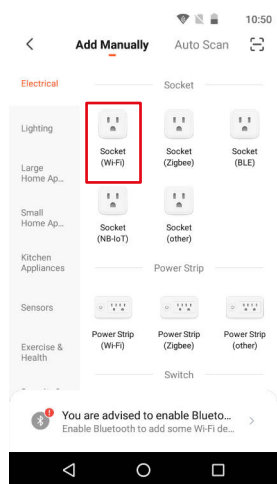 10:50
Add Manually
Auto Scan
Electrical
Lighting
Large
Home Ap...
Small
Home Ap...
Kitchen
Appliances
Sensors
Exercise &
Health
Socket
Socket
(Wi-Fi)
Socket
(Zigbee)
Socket
(BLE)
Socket
(NB-IoT)
Socket
(other)
Power Strip
Power Strip
(Wi-Fi)
Power Strip
(Zigbee)
Power Strip
(other)
Switch
You are advised to enable Blueto...
Enable Bluetooth to add some Wi-Fi de...